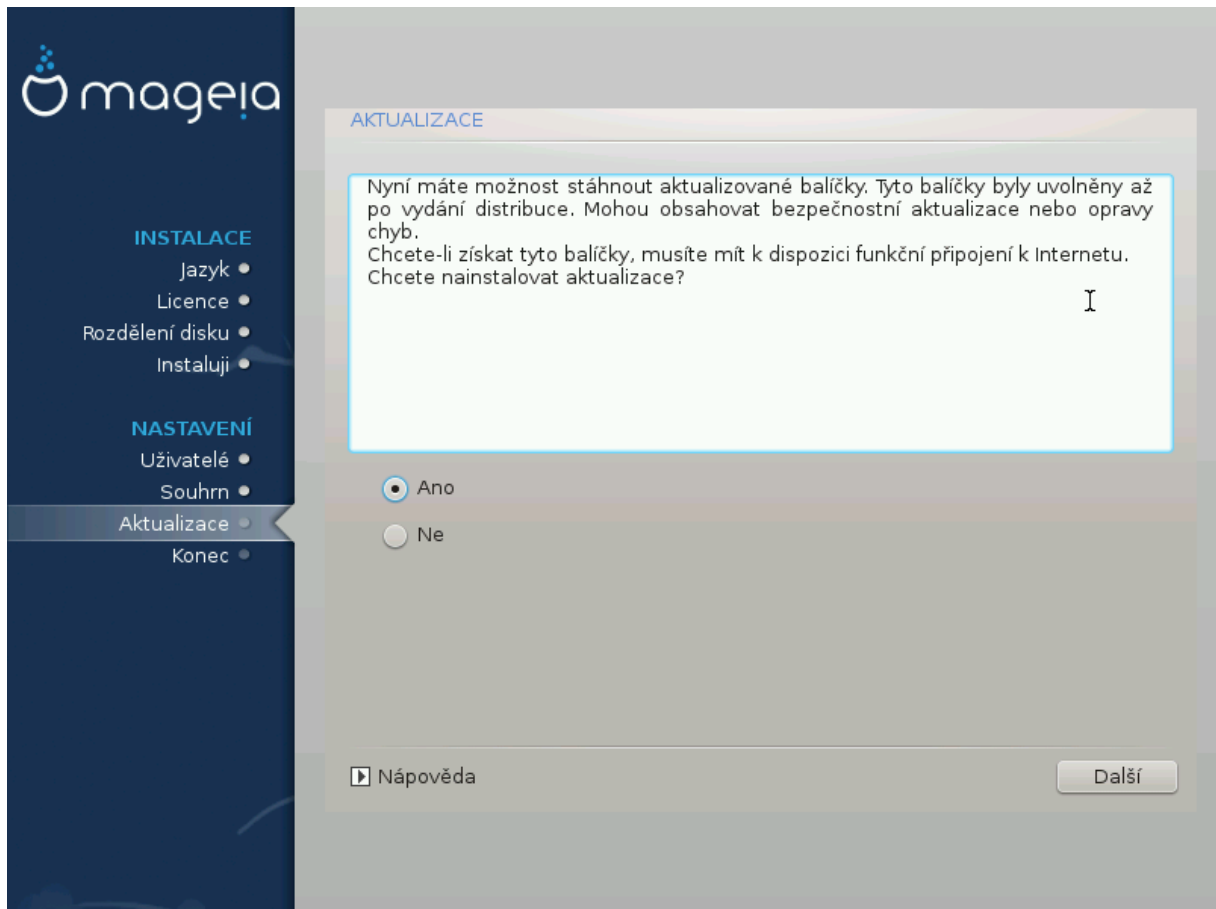 mageia
INSTALACE
Jazyk
Licence
Rozdělení disku
Instaluji
NASTAVENÍ
Uživatelé
Souhrn
Aktualizace
Konec
AKTUALIZACE
Nyní máte možnost stáhnout aktualizované balíčky. Tyto balíčky byly uvolněny až
po vydání distribuce. Mohou obsahovat bezpečnostní aktualizace nebo opravy
chyb.
Chcete-li získat tyto balíčky, musíte mít k dispozici funkční připojení k Internetu.
Chcete nainstalovat aktualizace?
Ano
Ne
Nápověda
Další